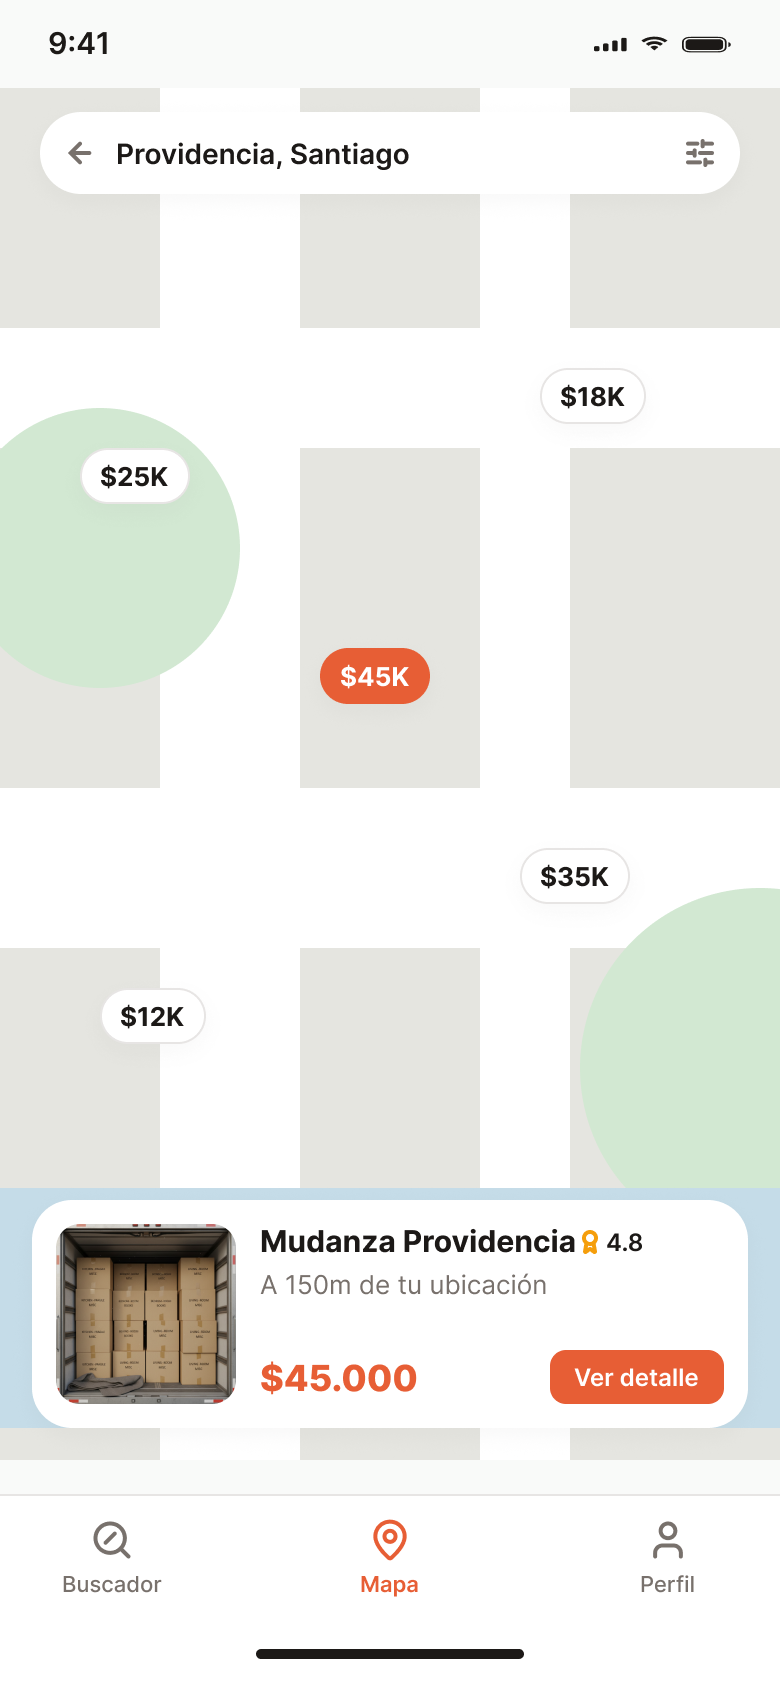 9:41
Providencia, Santiago
$18K
$25K
$45K
$35K
$12K
Mudanza Providencia 4.8
A 150m de tu ubicación
$45.000
Ver detalle
Buscador
Mapa
Perfil